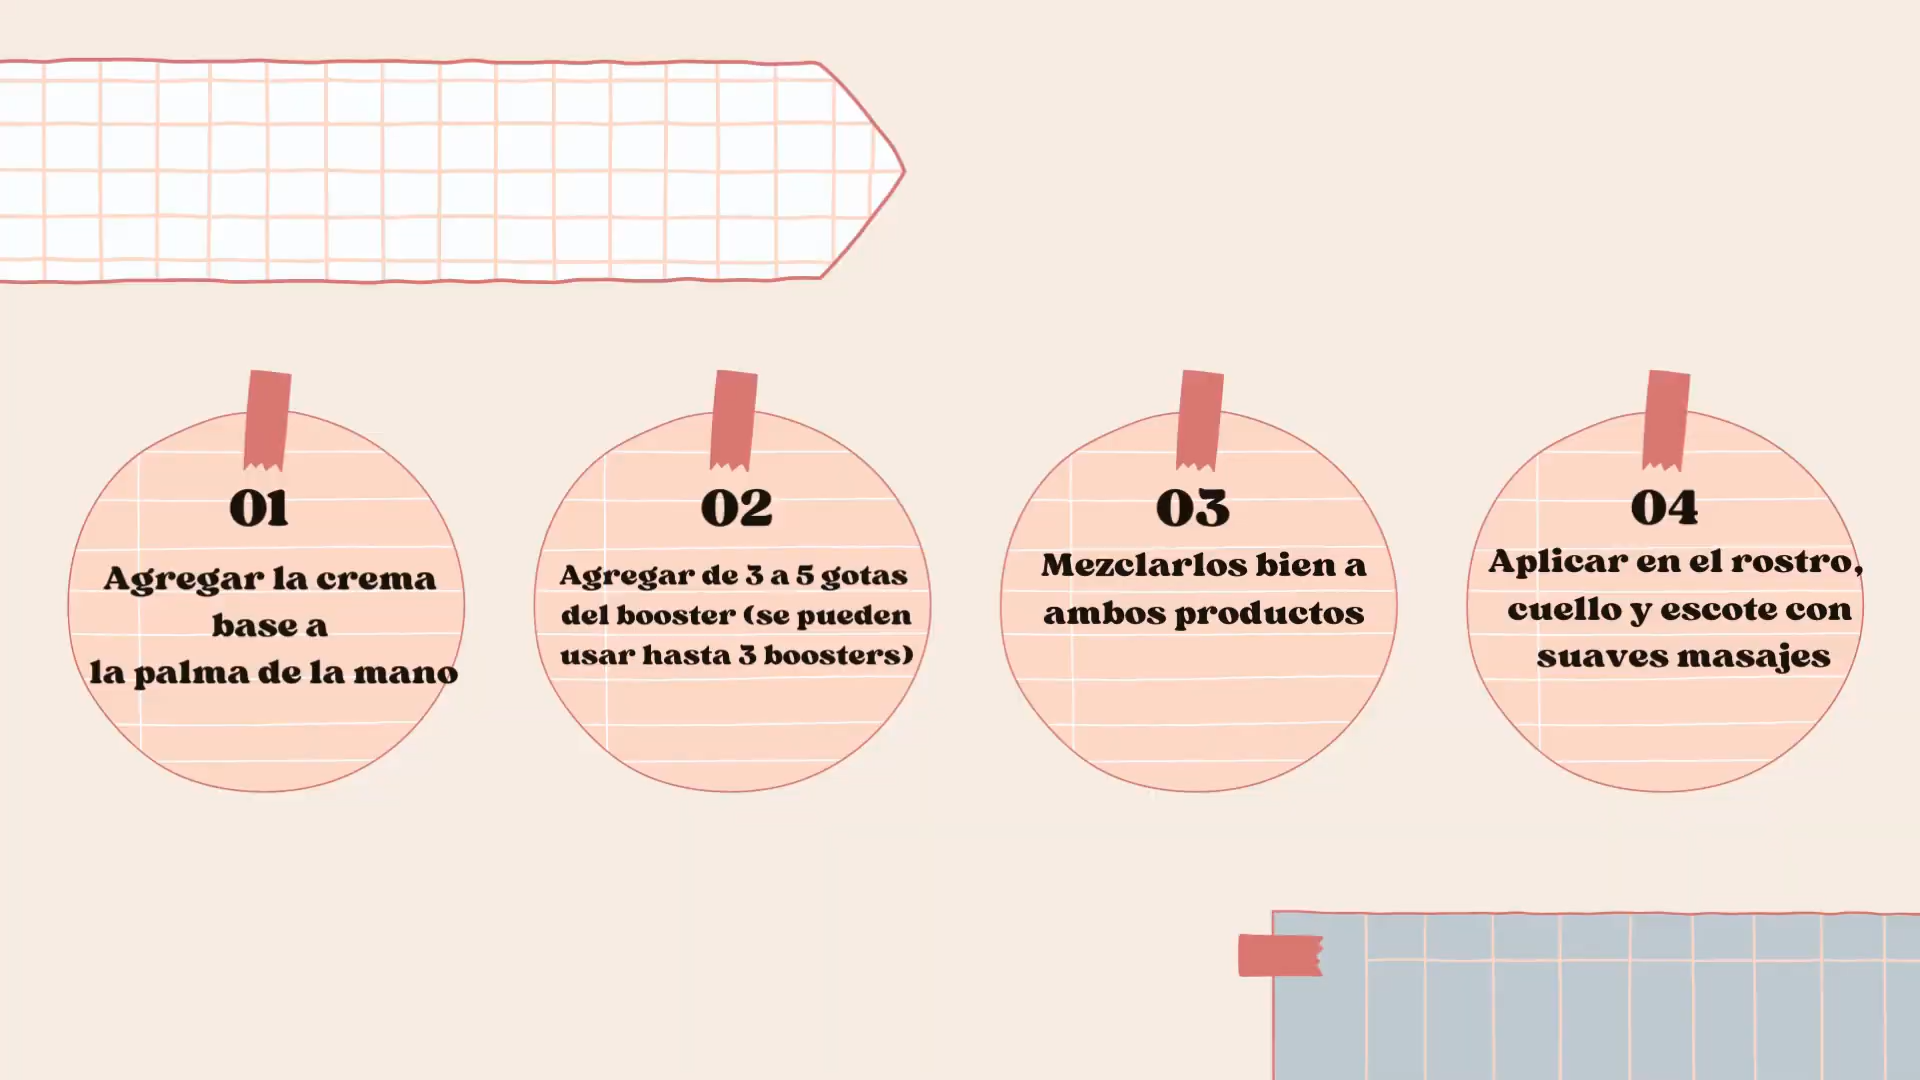 01
Agregar la crema
base a
la palma de la mano
02
Agregar de 3 a 5 gotas
del booster (se pueden
usar hasta 3 boosters)
03
Mezclarlos bien a
ambos productos
04
Aplicar en el rostro,
cuello y escote con
suaves masajes